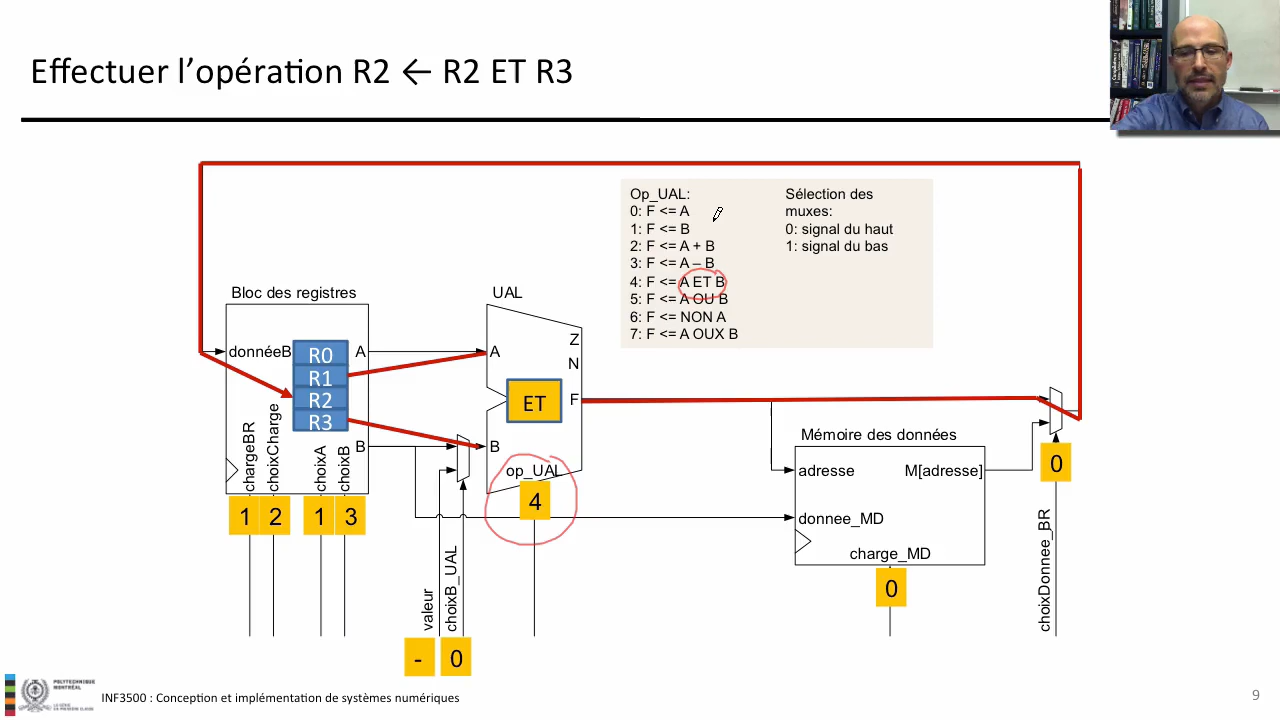 Effectuer l'opération R2 ← R2 ET R3
Op_UAL:
0: F <= A
1: F <= B
2: F <= A + B
3: F <= A – B
4: F <= A ET B
5: F <= A OU B
6: F <= NON A
7: F <= A OUX B
Sélection des
muxes:
0: signal du haut
1: signal du bas
Bloc des registres
UAL
donnéeB
R0
R1
R2
R3
A
B
chargeBR
choixCharge
choixA
choixB
1
2
1
3
A
B
Z
N
F
ET
op_UAL
4
valeur
choixB_UAL
-
0
Mémoire des données
adresse
M[adresse]
donnee_MD
charge_MD
0
0
choixDonnee_BR
POLYTECHNIQUE
MONTRÉAL
INF3500 : Conception et implémentation de systèmes numériques
9